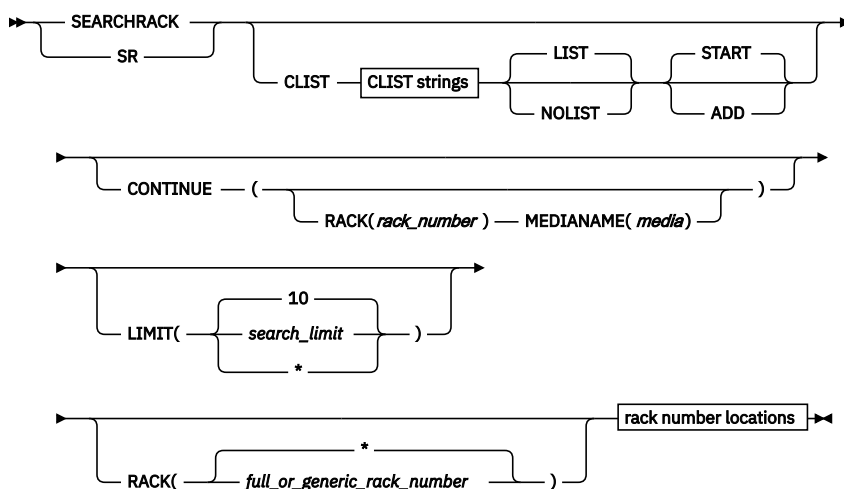 SEARCHRACK
SR
CLIST CLIST strings LIST START
NOLIST ADD
CONTINUE ( )
RACK( rack_number ) MEDIANAME( media)
10
LIMIT( search_limit )
*
rack number locations
*
RACK( full_or_generic_rack_number )